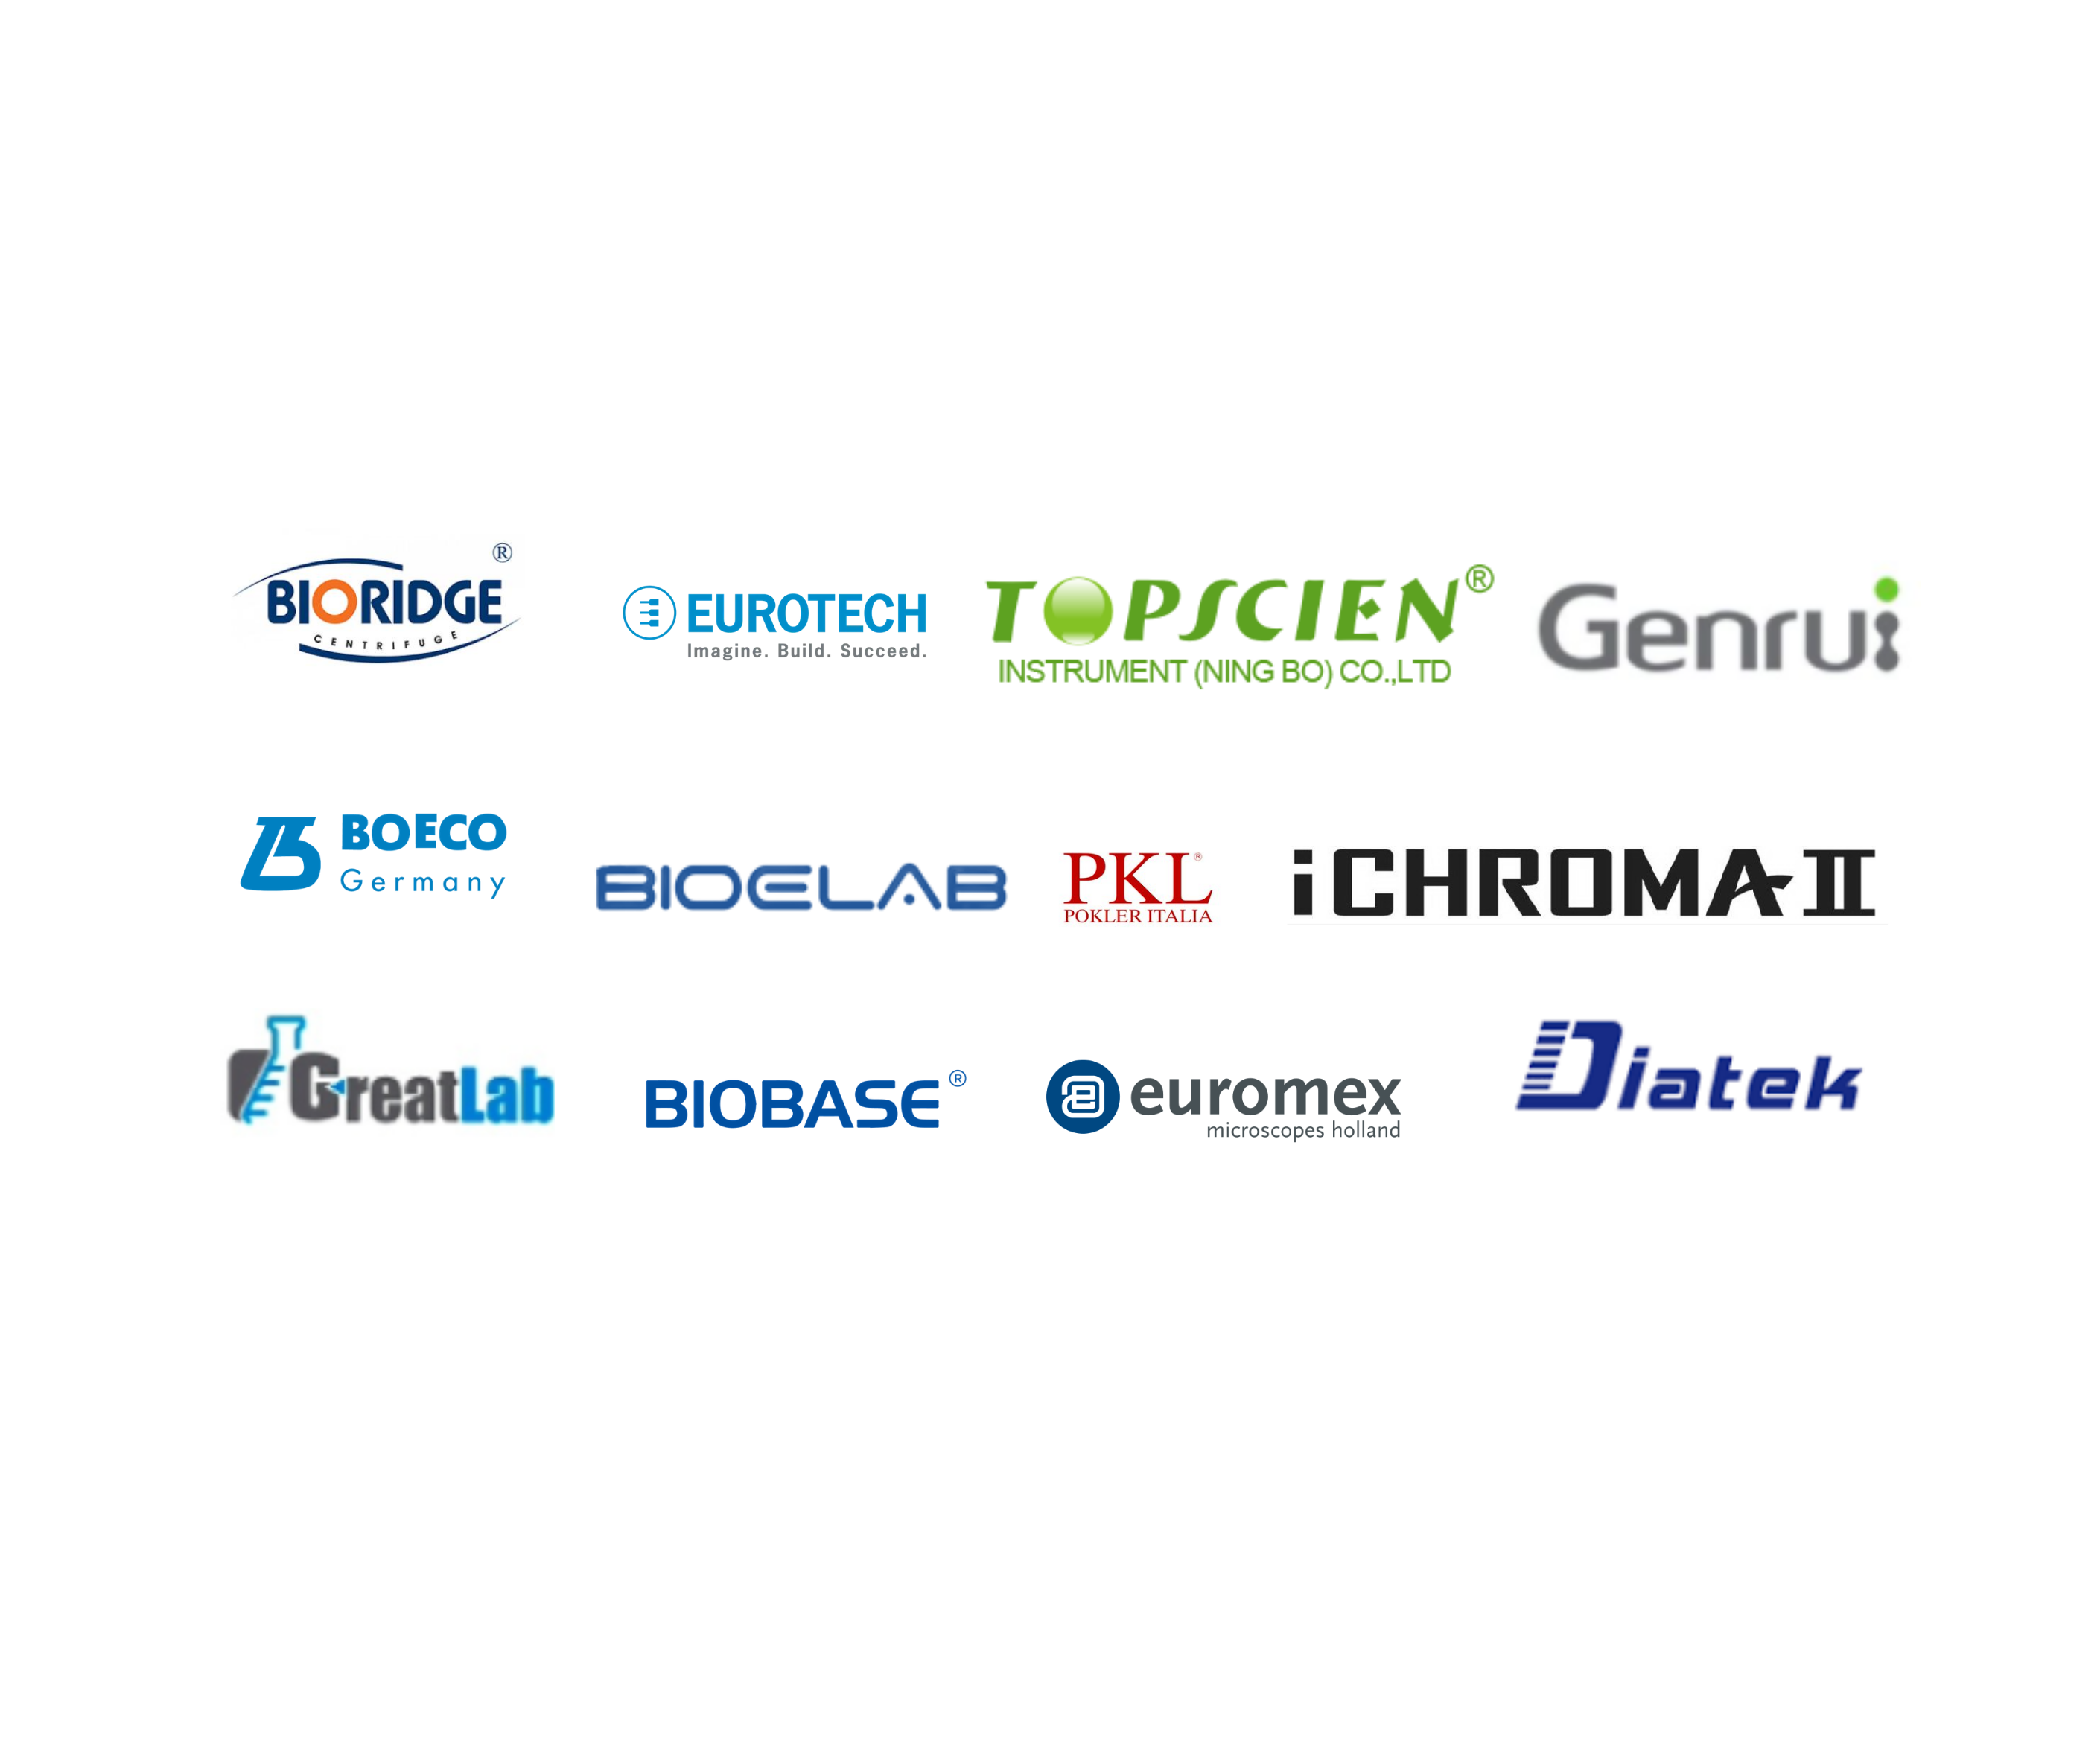 BIORIDGE ®
CENTRIFUGE
EUROTECH
Imagine. Build. Succeed.
TOPSCIEN ®
INSTRUMENT (NING BO) CO.,LTD
Genrui
BOECO
Germany
BIOELAB
PKL ®
POKLER ITALIA
iCHROMA II
GreatLab
BIOBASE ®
euromex
microscopes holland
Diatek